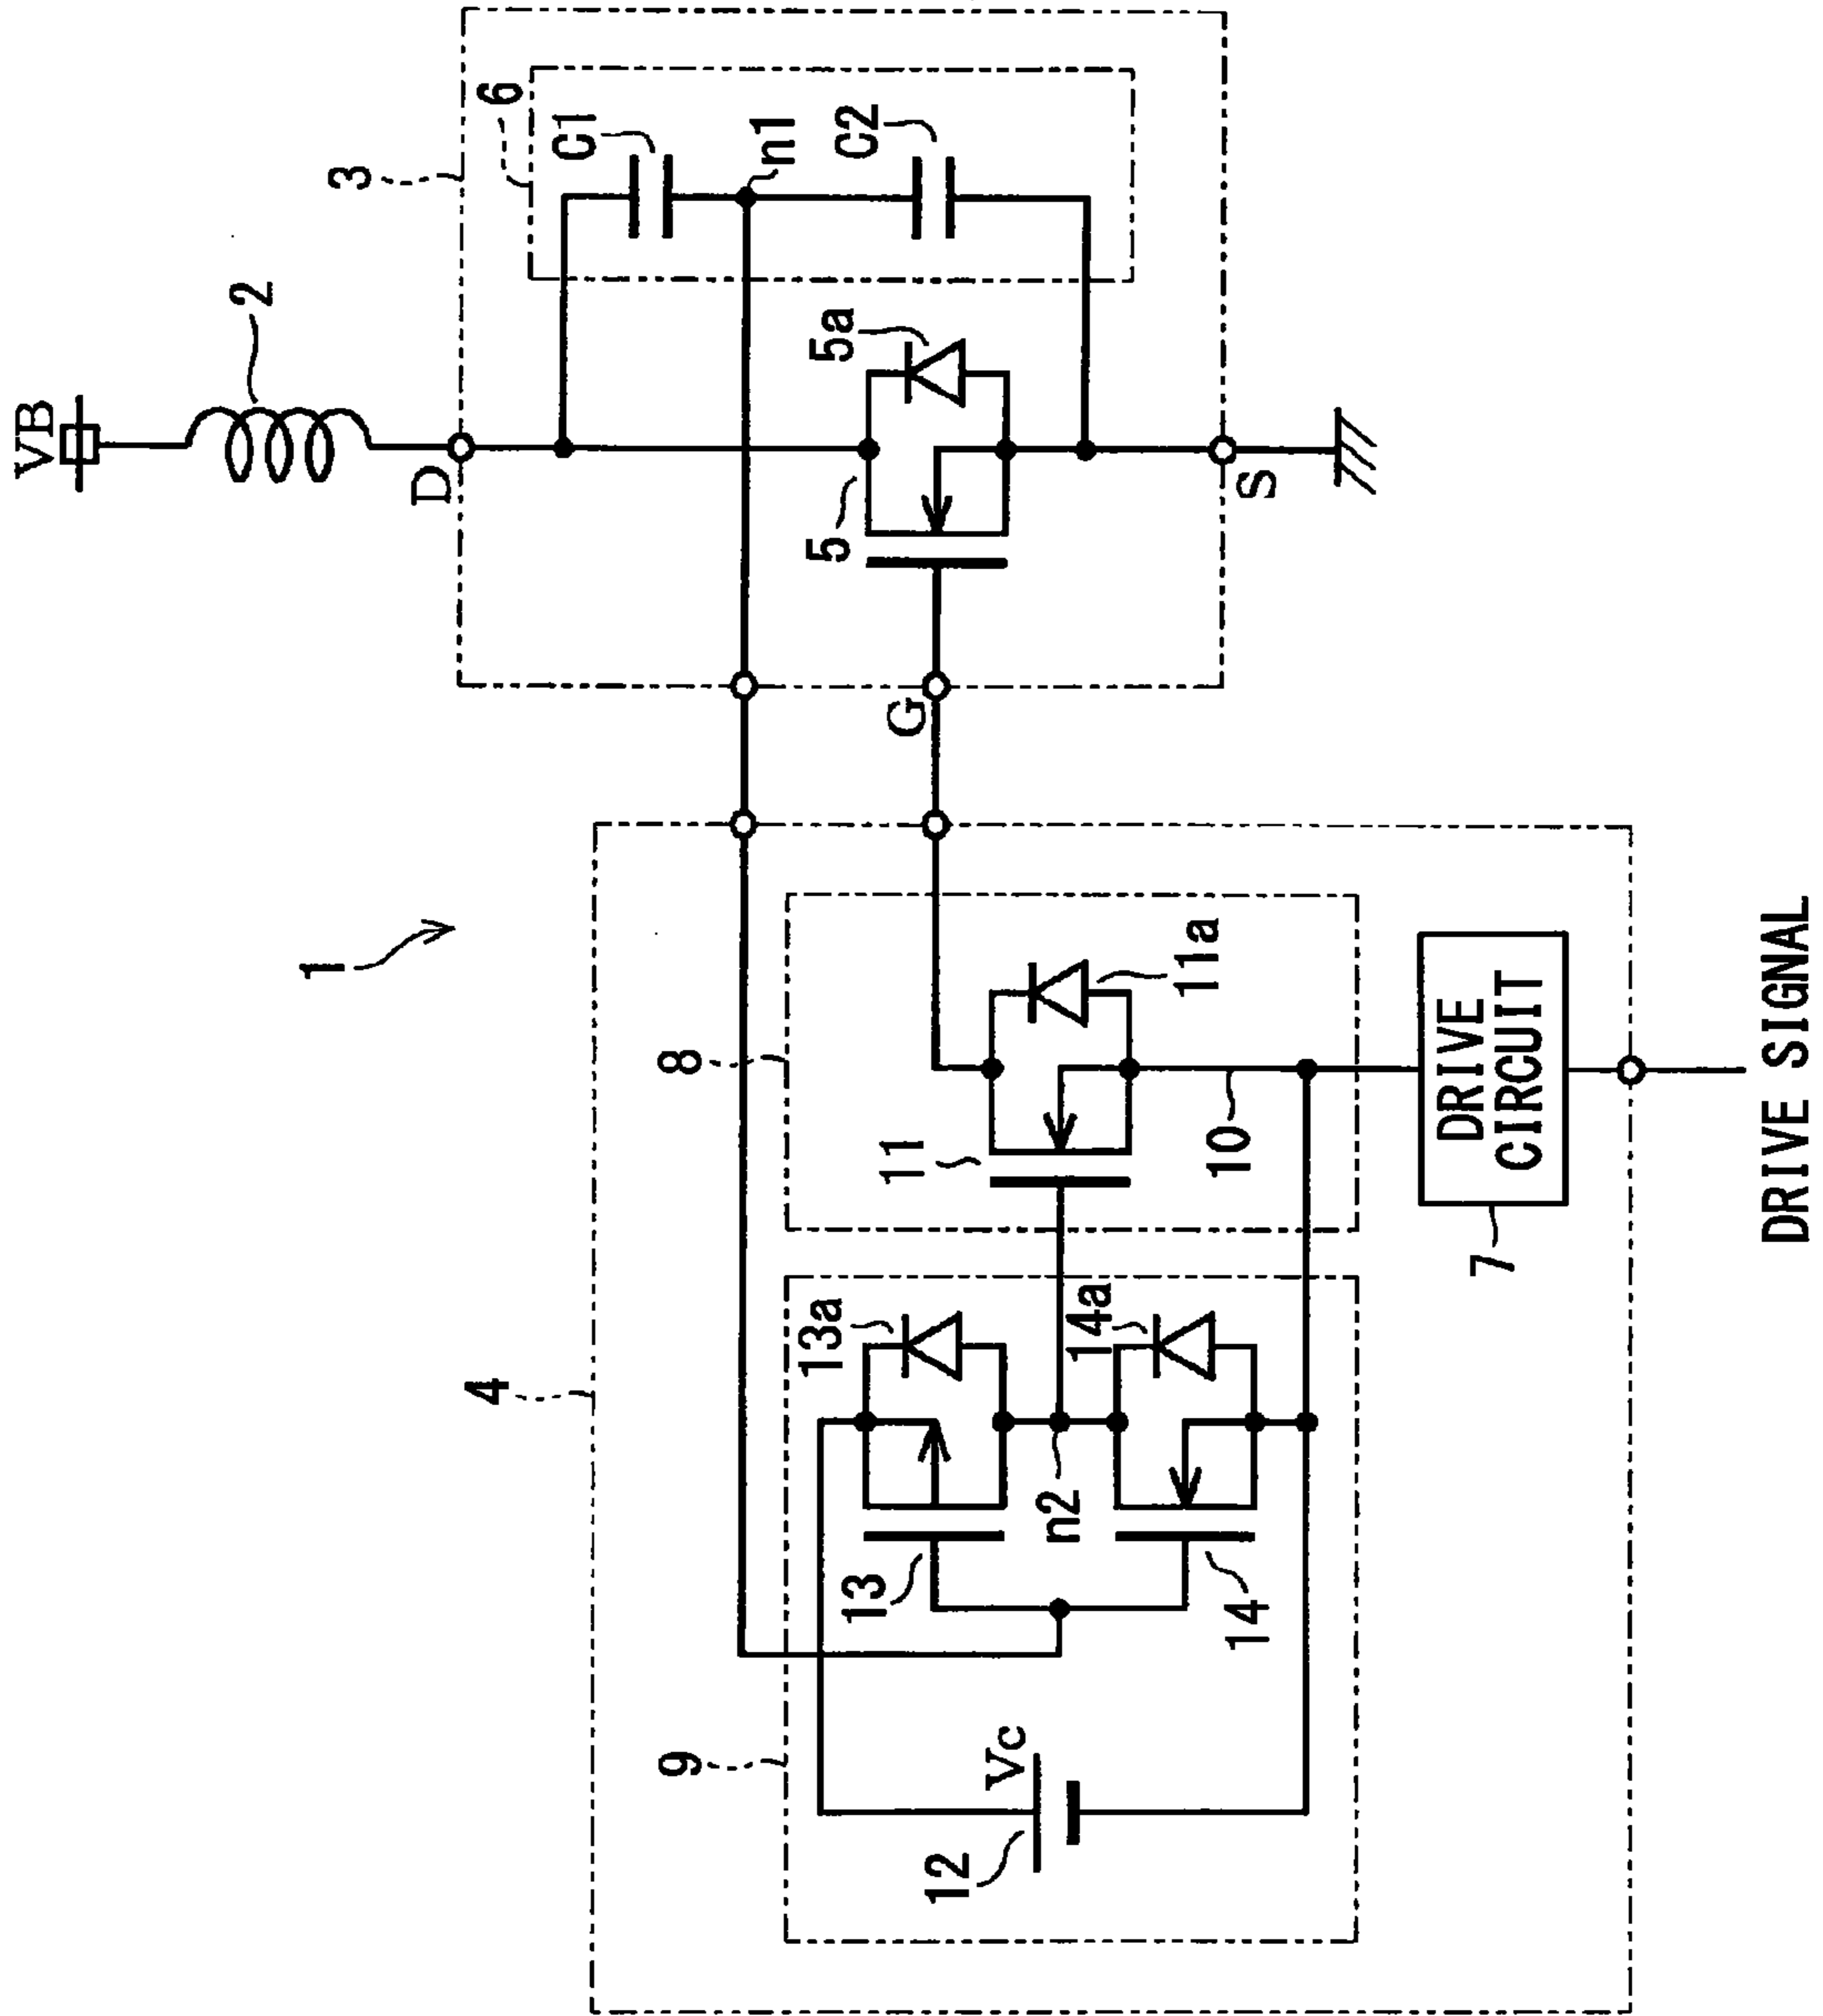 VB
2
D
3
6
C1
n1
C2
5
5a
S
G
1
4
8
11
11a
10
9
13
13a
n2
14
14a
12
Vc
7
DRIVE
CIRCUIT
DRIVE SIGNAL